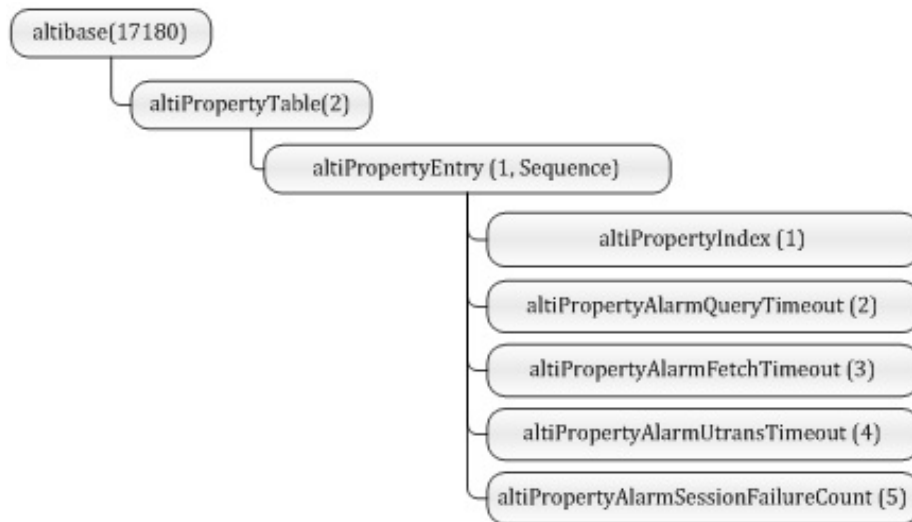 altibase(17180)
altiPropertyTable(2)
altiPropertyEntry (1, Sequence)
altiPropertyIndex (1)
altiPropertyAlarmQueryTimeout (2)
altiPropertyAlarmFetchTimeout (3)
altiPropertyAlarmUtransTimeout (4)
altiPropertyAlarmSessionFailureCount (5)